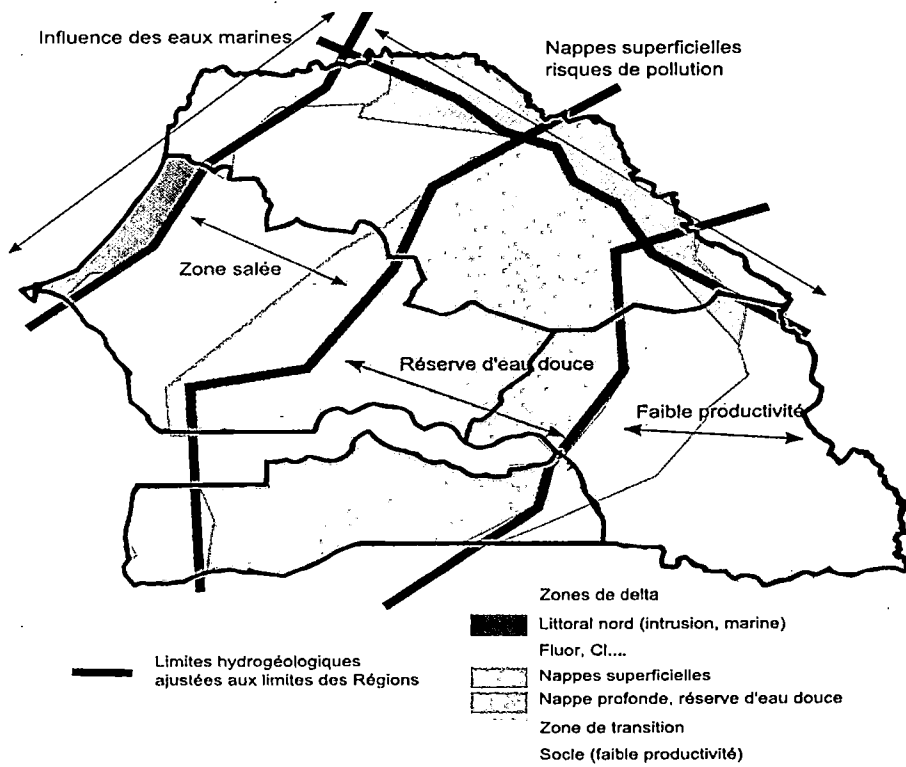 Influence des eaux marines
Nappes superficielles
risques de pollution
Zone salée
Réserve d'eau douce
Faible productivité
Limites hydrogéologiques
ajustées aux limites des Régions
Zones de delta
Littoral nord (intrusion, marine)
Fluor, Cl....
Nappes superficielles
Nappe profonde, réserve d'eau douce
Zone de transition
Socle (faible productivité)